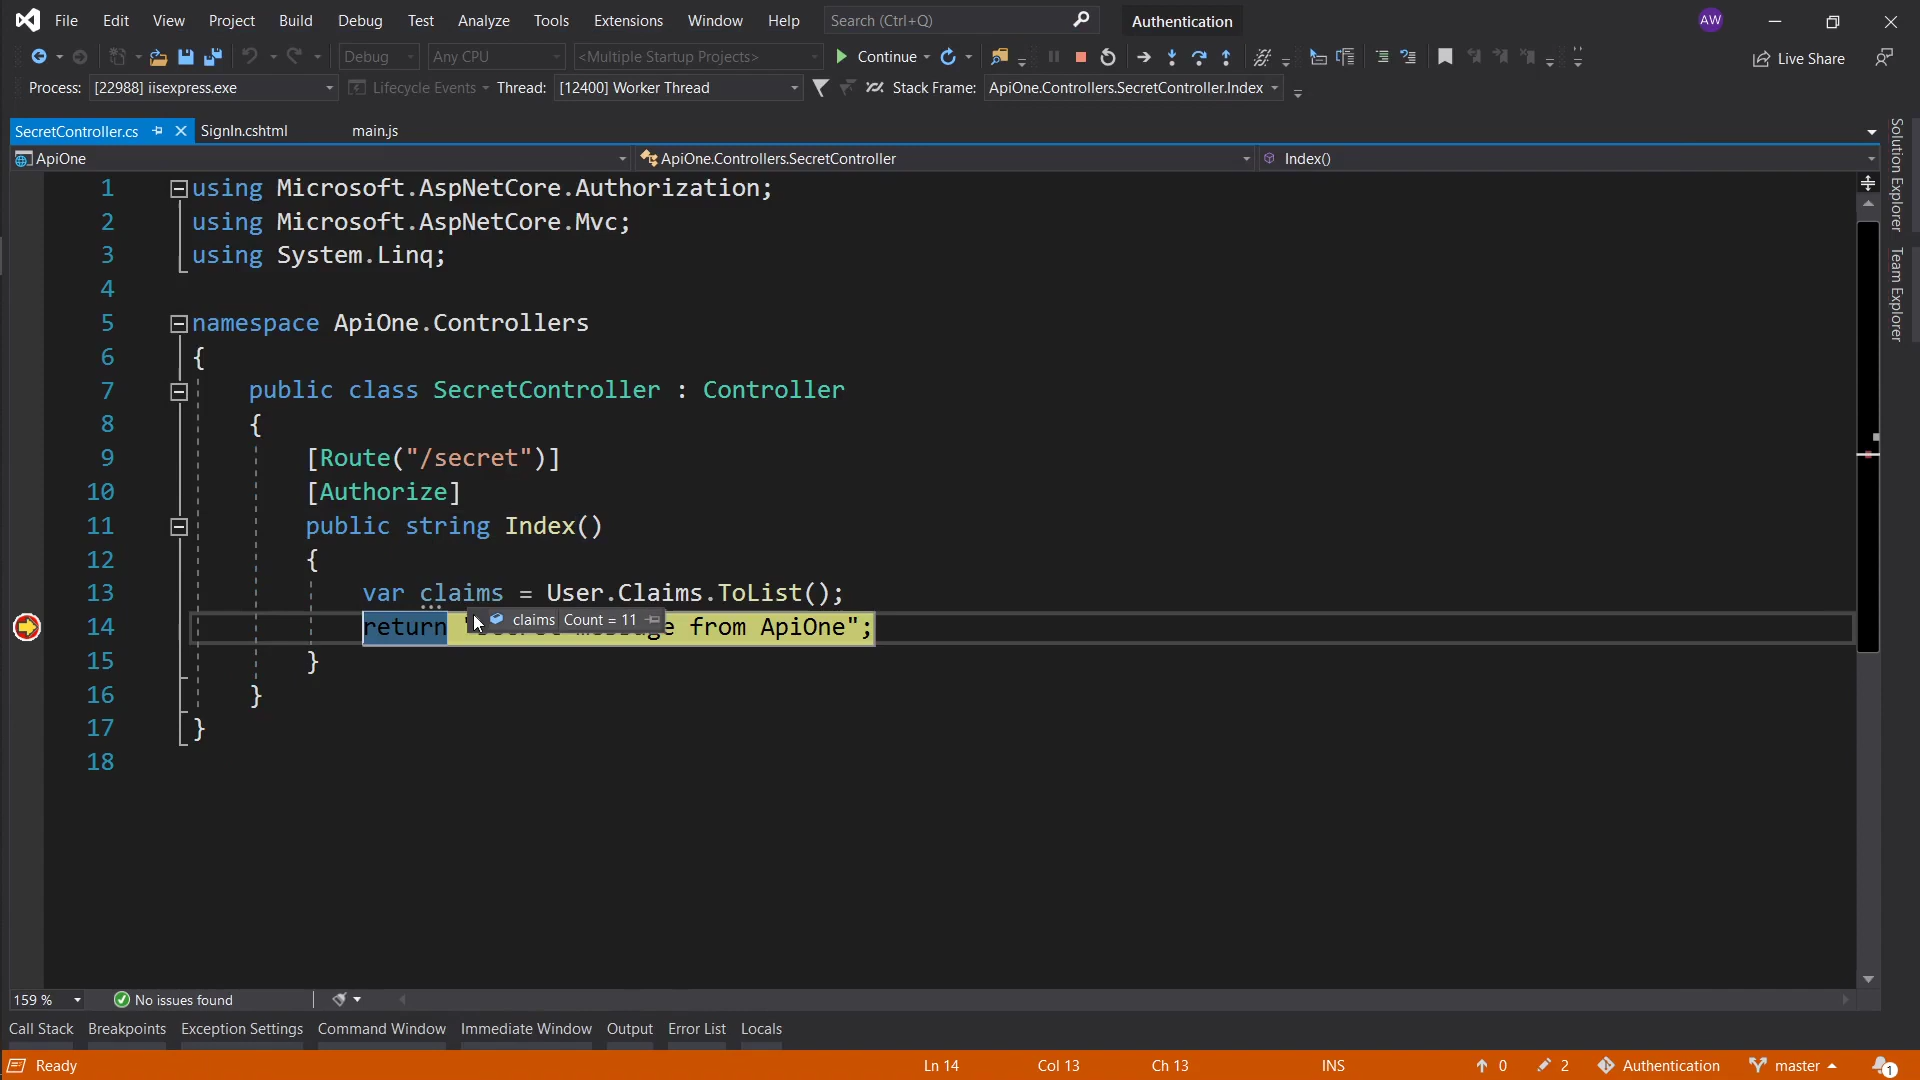 File Edit View Project Build Debug Test Analyze Tools Extensions Window Help Search (Ctrl+Q) Authentication AW
Debug Any CPU <Multiple Startup Projects> Continue Live Share
Process: [22988] iisexpress.exe Lifecycle Events Thread: [12400] Worker Thread Stack Frame: ApiOne.Controllers.SecretController.Index
SecretController.cs SignIn.cshtml main.js
ApiOne ApiOne.Controllers.SecretController Index()
1 using Microsoft.AspNetCore.Authorization;
2 using Microsoft.AspNetCore.Mvc;
3 using System.Linq;
4
5 namespace ApiOne.Controllers
6 {
7 public class SecretController : Controller
8 {
9 [Route("/secret")]
10 [Authorize]
11 public string Index()
12 {
13 var claims = User.Claims.ToList();
claims Count = 11
14 return from ApiOne";
15 }
16 }
17 }
18
Solution Explorer
Team Explorer
159 % No issues found
Call Stack Breakpoints Exception Settings Command Window Immediate Window Output Error List Locals
Ready Ln 14 Col 13 Ch 13 INS 0 2 Authentication master 1